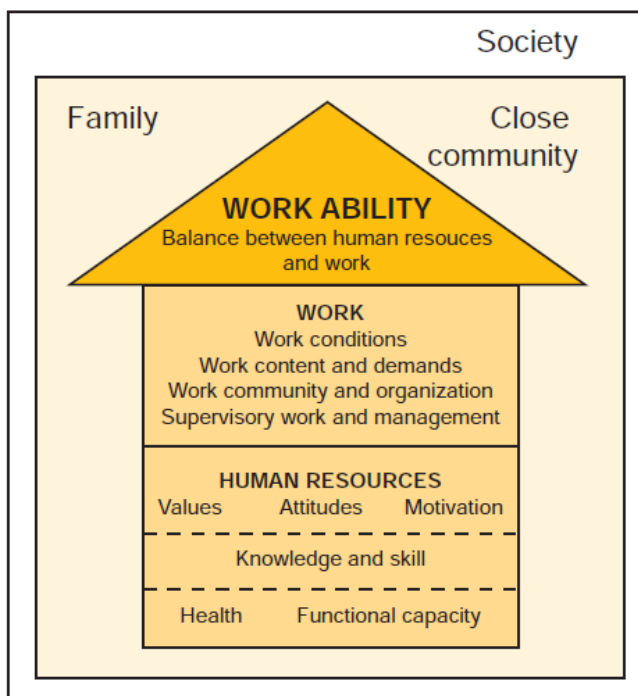 Society
Family
Close
community
WORK ABILITY
Balance between human resouces
and work
WORK
Work conditions
Work content and demands
Work community and organization
Supervisory work and management
HUMAN RESOURCES
Values Attitudes Motivation
Knowledge and skill
Health Functional capacity